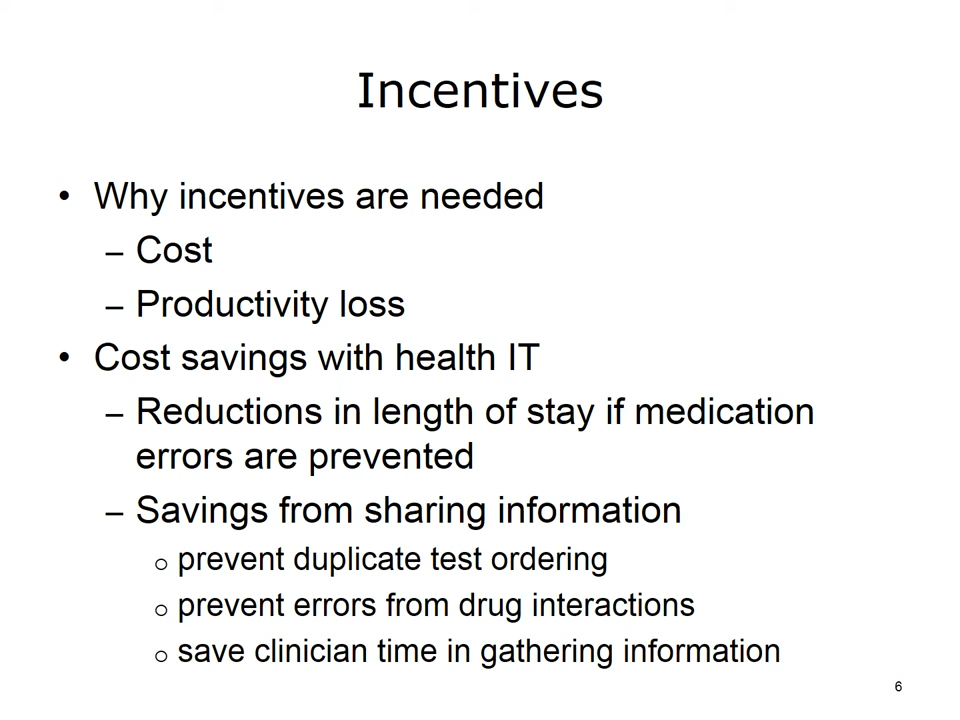 Incentives
• Why incentives are needed
– Cost
– Productivity loss
• Cost savings with health IT
– Reductions in length of stay if medication
errors are prevented
– Savings from sharing information
o prevent duplicate test ordering
o prevent errors from drug interactions
o save clinician time in gathering information
6